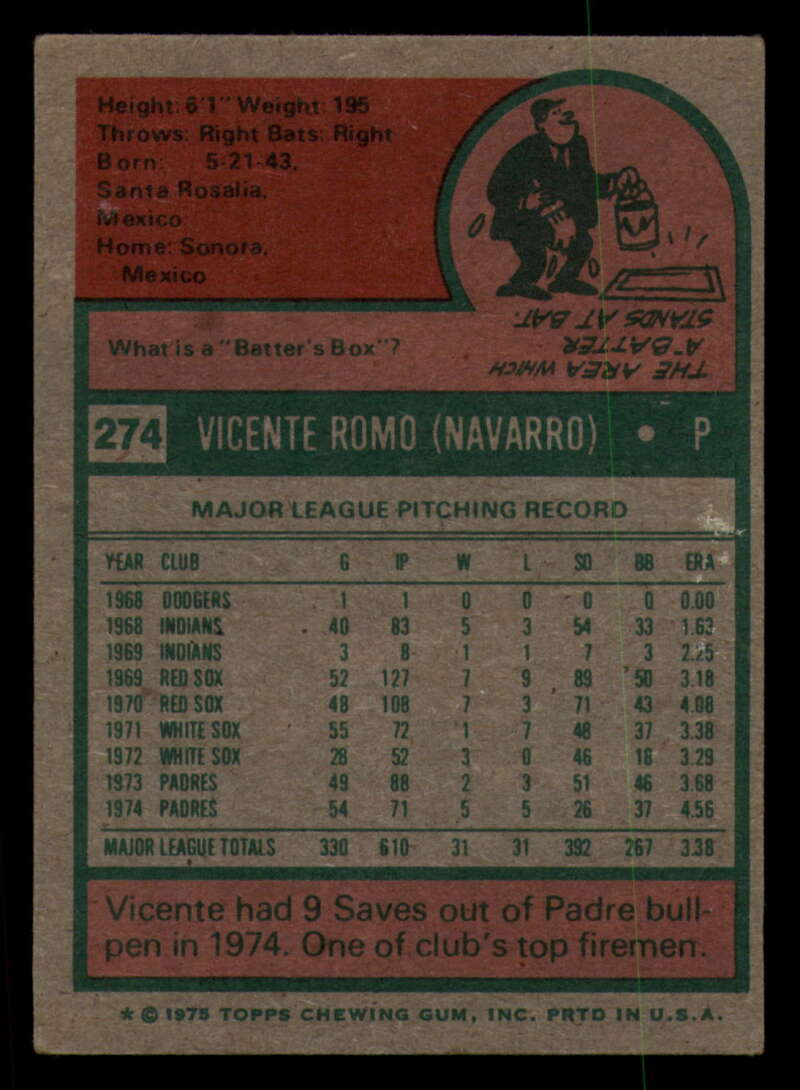 Height: 6'1" Weight: 195
Throws: Right Bats: Right
Born: 5-21-43,
Santa Rosalia,
Mexico
Home: Sonora,
Mexico
What is a "Batter's Box"?
THE AREA WHICH
A BATTER
STANDS AT BAT.
274 VICENTE ROMO (NAVARRO) • P
MAJOR LEAGUE PITCHING RECORD
YEAR CLUB G IP W L SO BB ERA
1968 DODGERS 1 1 0 0 0 0 0.00
1968 INDIANS 40 83 5 3 54 33 1.63
1969 INDIANS 3 8 1 1 7 3 2.25
1969 RED SOX 52 127 7 9 89 50 3.18
1970 RED SOX 48 108 7 3 71 43 4.08
1971 WHITE SOX 55 72 1 7 48 37 3.38
1972 WHITE SOX 28 52 3 0 46 18 3.29
1973 PADRES 49 88 2 3 51 46 3.68
1974 PADRES 54 71 5 5 26 37 4.56
MAJOR LEAGUE TOTALS 330 610 31 31 392 267 3.38
Vicente had 9 Saves out of Padre bull-
pen in 1974. One of club's top firemen.
* © 1975 TOPPS CHEWING GUM, INC. PRTD IN U.S.A.